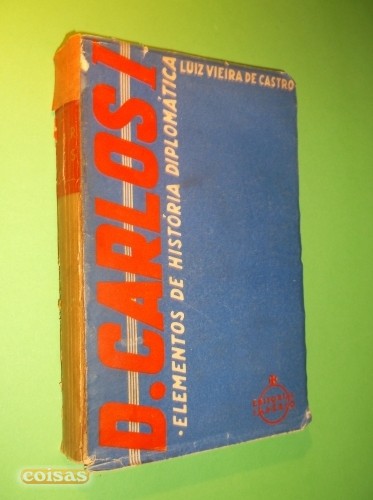 LUIZ VIEIRA DE CASTRO
D. CARLOS I
·ELEMENTOS DE HISTÓRIA DIPLOMÁTICA
coisas